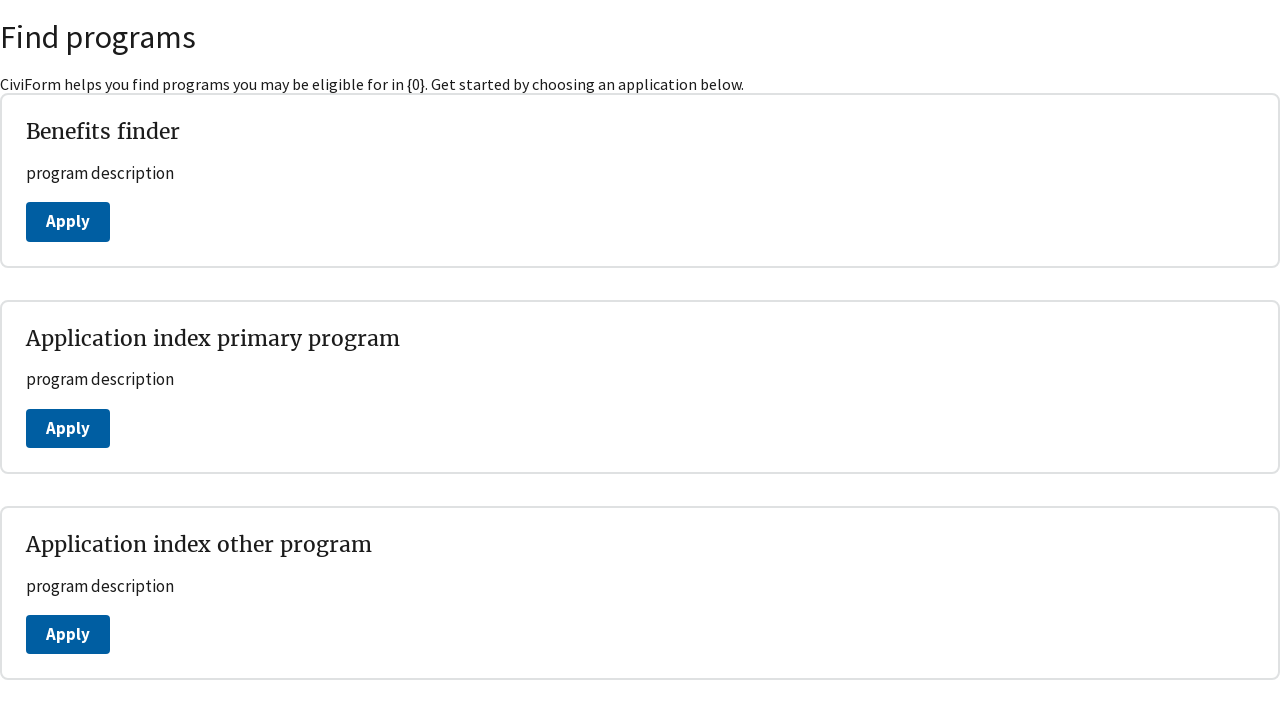 Find programs
CiviForm helps you find programs you may be eligible for in {0}. Get started by choosing an application below.
Benefits finder
program description
Apply
Application index primary program
program description
Apply
Application index other program
program description
Apply